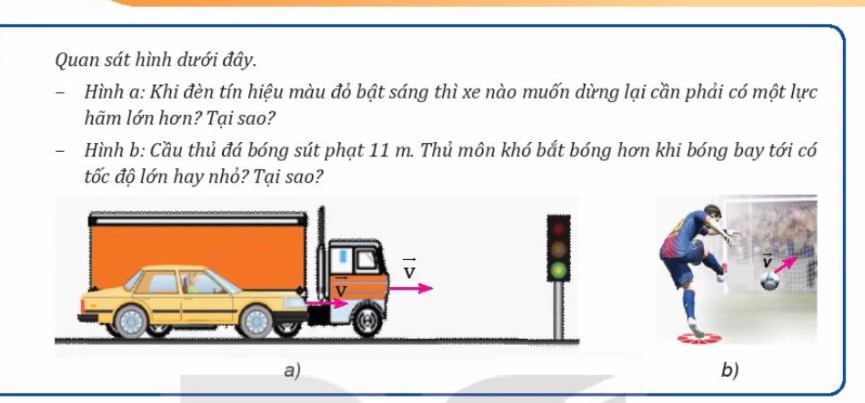 Quan sát hình dưới đây.
– Hình a: Khi đèn tín hiệu màu đỏ bật sáng thì xe nào muốn dừng lại cần phải có một lực
hãm lớn hơn? Tại sao?
– Hình b: Cầu thủ đá bóng sút phạt 11 m. Thủ môn khó bắt bóng hơn khi bóng bay tới có
tốc độ lớn hay nhỏ? Tại sao?
v
v
v
a)
b)